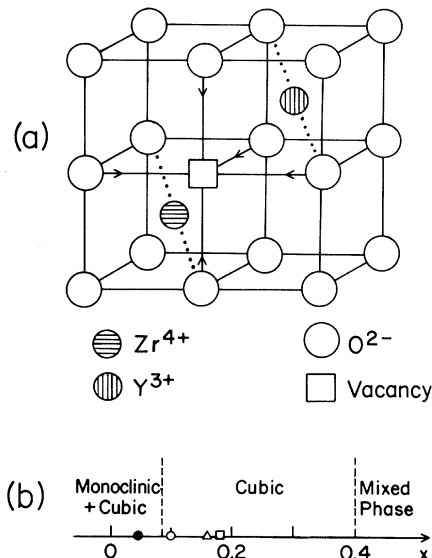 (a)
Zr4+ O2-
Y3+ Vacancy
(b)
Monoclinic Cubic Mixed
+ Cubic Phase
0 0.2 0.4
x